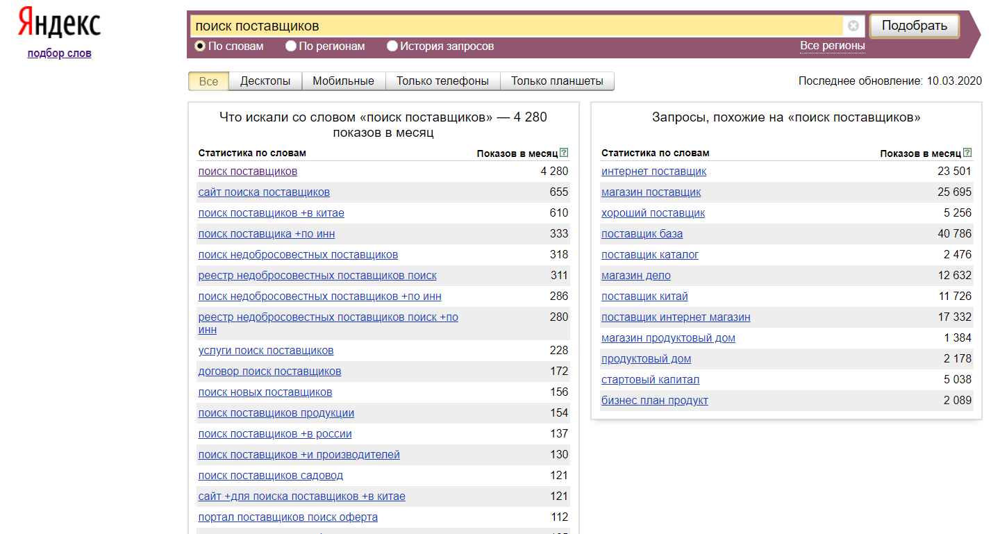 Яндекс
подбор слов
поиск поставщиков
Подобрать
По словам По регионам История запросов
Все регионы
Все Десктопы Мобильные Только телефоны Только планшеты
Последнее обновление: 10.03.2020
Что искали со словом «поиск поставщиков» — 4 280
показов в месяц
Статистика по словам Показов в месяц ?
поиск поставщиков 4 280
сайт поиска поставщиков 655
поиск поставщиков +в китае 610
поиск поставщика +по инн 333
поиск недобросовестных поставщиков 318
реестр недобросовестных поставщиков поиск 311
поиск недобросовестных поставщиков +по инн 286
реестр недобросовестных поставщиков поиск +по 280
инн
услуги поиск поставщиков 228
договор поиск поставщиков 172
поиск новых поставщиков 156
поиск поставщиков продукции 154
поиск поставщиков +в россии 137
поиск поставщиков +и производителей 130
поиск поставщиков садовод 121
сайт +для поиска поставщиков +в китае 121
портал поставщиков поиск оферта 112
Запросы, похожие на «поиск поставщиков»
Статистика по словам Показов в месяц ?
интернет поставщик 23 501
магазин поставщик 25 695
хороший поставщик 5 256
поставщик база 40 786
поставщик каталог 2 476
магазин дело 12 632
поставщик китай 11 726
поставщик интернет магазин 17 332
магазин продуктовый дом 1 384
продуктовый дом 2 178
стартовый капитал 5 038
бизнес план продукт 2 089